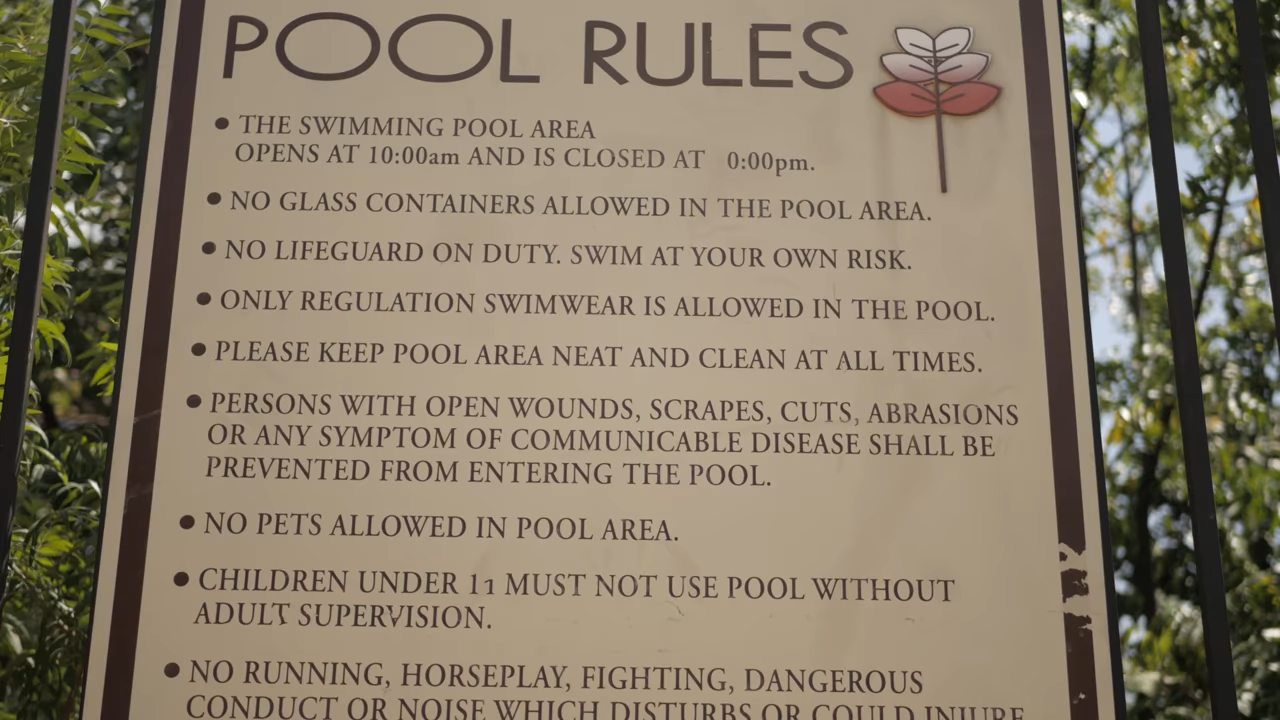 POOL RULES
• THE SWIMMING POOL AREA
OPENS AT 10:00am AND IS CLOSED AT 0:00pm.
• NO GLASS CONTAINERS ALLOWED IN THE POOL AREA.
• NO LIFEGUARD ON DUTY. SWIM AT YOUR OWN RISK.
• ONLY REGULATION SWIMWEAR IS ALLOWED IN THE POOL.
• PLEASE KEEP POOL AREA NEAT AND CLEAN AT ALL TIMES.
• PERSONS WITH OPEN WOUNDS, SCRAPES, CUTS, ABRASIONS
OR ANY SYMPTOM OF COMMUNICABLE DISEASE SHALL BE
PREVENTED FROM ENTERING THE POOL.
• NO PETS ALLOWED IN POOL AREA.
• CHILDREN UNDER 11 MUST NOT USE POOL WITHOUT
ADULT SUPERVISION.
• NO RUNNING, HORSEPLAY, FIGHTING, DANGEROUS
CONDUCT OR NOISE WHICH DISTURBS OR COULD INJURE